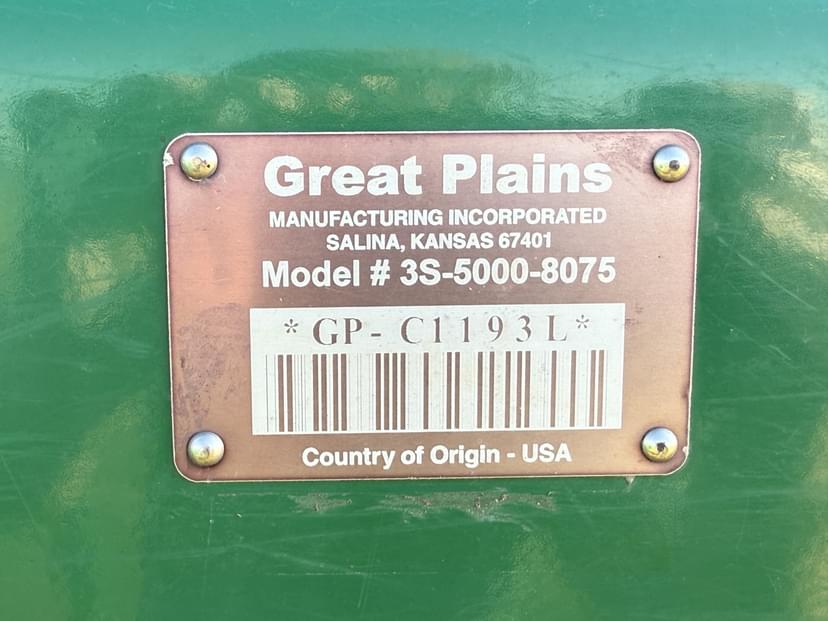 Great Plains
MANUFACTURING INCORPORATED
SALINA, KANSAS 67401
Model # 3S-5000-8075
*GP- C1193L*
Country of Origin - USA